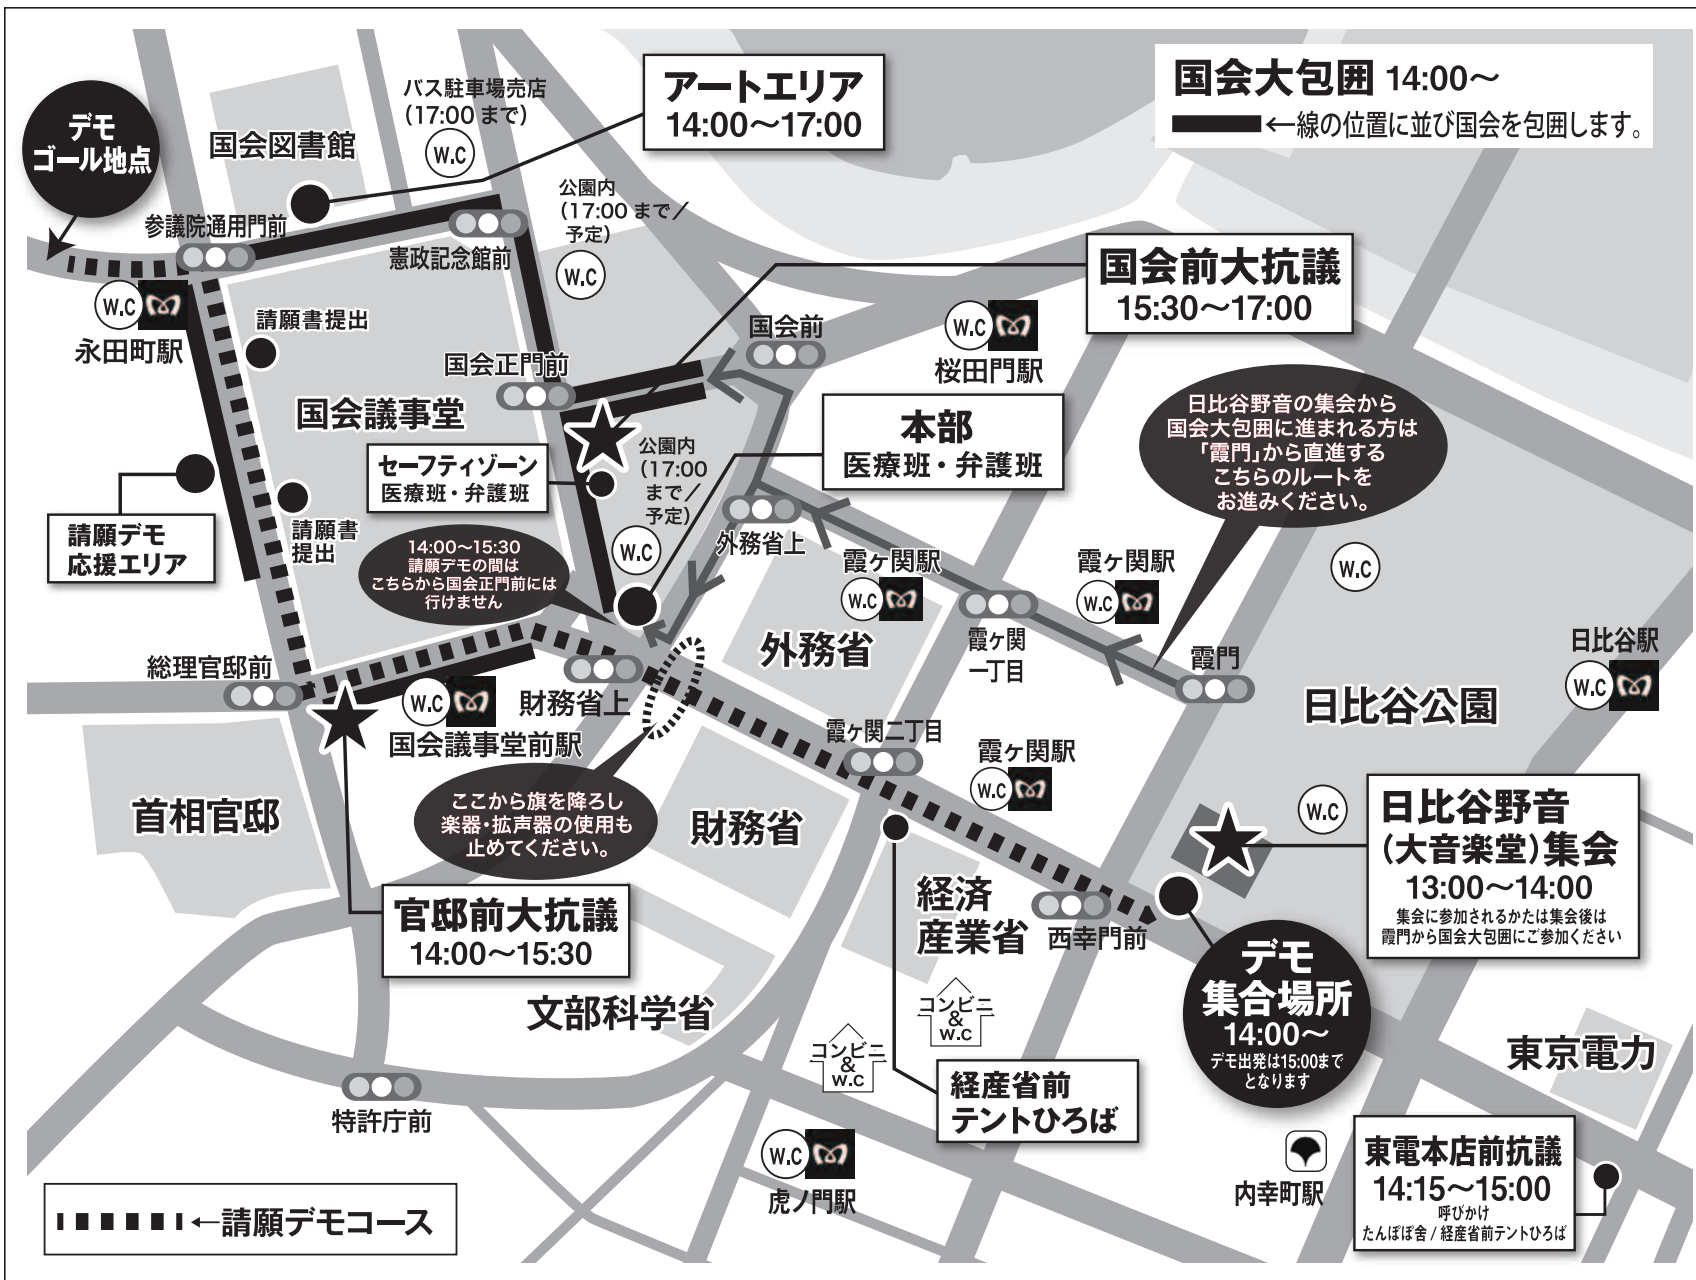 国会大包囲 14:00～
←線の位置に並び国会を包囲します。
アートエリア
14:00～17:00
バス駐車場売店
(17:00 まで)
W.C
デモ
ゴール地点
国会図書館
参議院通用門前
憲政記念館前
公園内
(17:00 まで／
予定)
W.C
国会前大抗議
15:30～17:00
W.C
永田町駅
請願書提出
国会前
W.C
桜田門駅
国会正門前
国会議事堂
本部
医療班・弁護班
日比谷野音の集会から
国会大包囲に進まれる方は
「霞門」から直進する
こちらのルートを
お進みください。
セーフティゾーン
医療班・弁護班
公園内
(17:00
まで／
予定)
W.C
請願書
提出
請願デモ
応援エリア
14:00～15:30
請願デモの間は
こちらから国会正門前には
行けません
外務省上
霞ヶ関駅
W.C
霞ヶ関駅
W.C
W.C
外務省
霞ヶ関
一丁目
霞門
日比谷駅
W.C
日比谷公園
総理官邸前
W.C
国会議事堂前駅
財務省上
霞ヶ関二丁目
霞ヶ関駅
W.C
首相官邸
ここから旗を降ろし
楽器・拡声器の使用も
止めてください。
財務省
W.C
日比谷野音
(大音楽堂)集会
13:00～14:00
集会に参加されるかたは集会後は
霞門から国会大包囲にご参加ください
官邸前大抗議
14:00～15:30
経済
産業省
西幸門前
デモ
集合場所
14:00～
デモ出発は15:00まで
となります
文部科学省
コンビニ
&
W.C
コンビニ
&
W.C
東京電力
経産省前
テントひろば
特許庁前
W.C
虎ノ門駅
内幸町駅
東電本店前抗議
14:15～15:00
呼びかけ
たんぽぽ舎 / 経産省前テントひろば
←請願デモコース